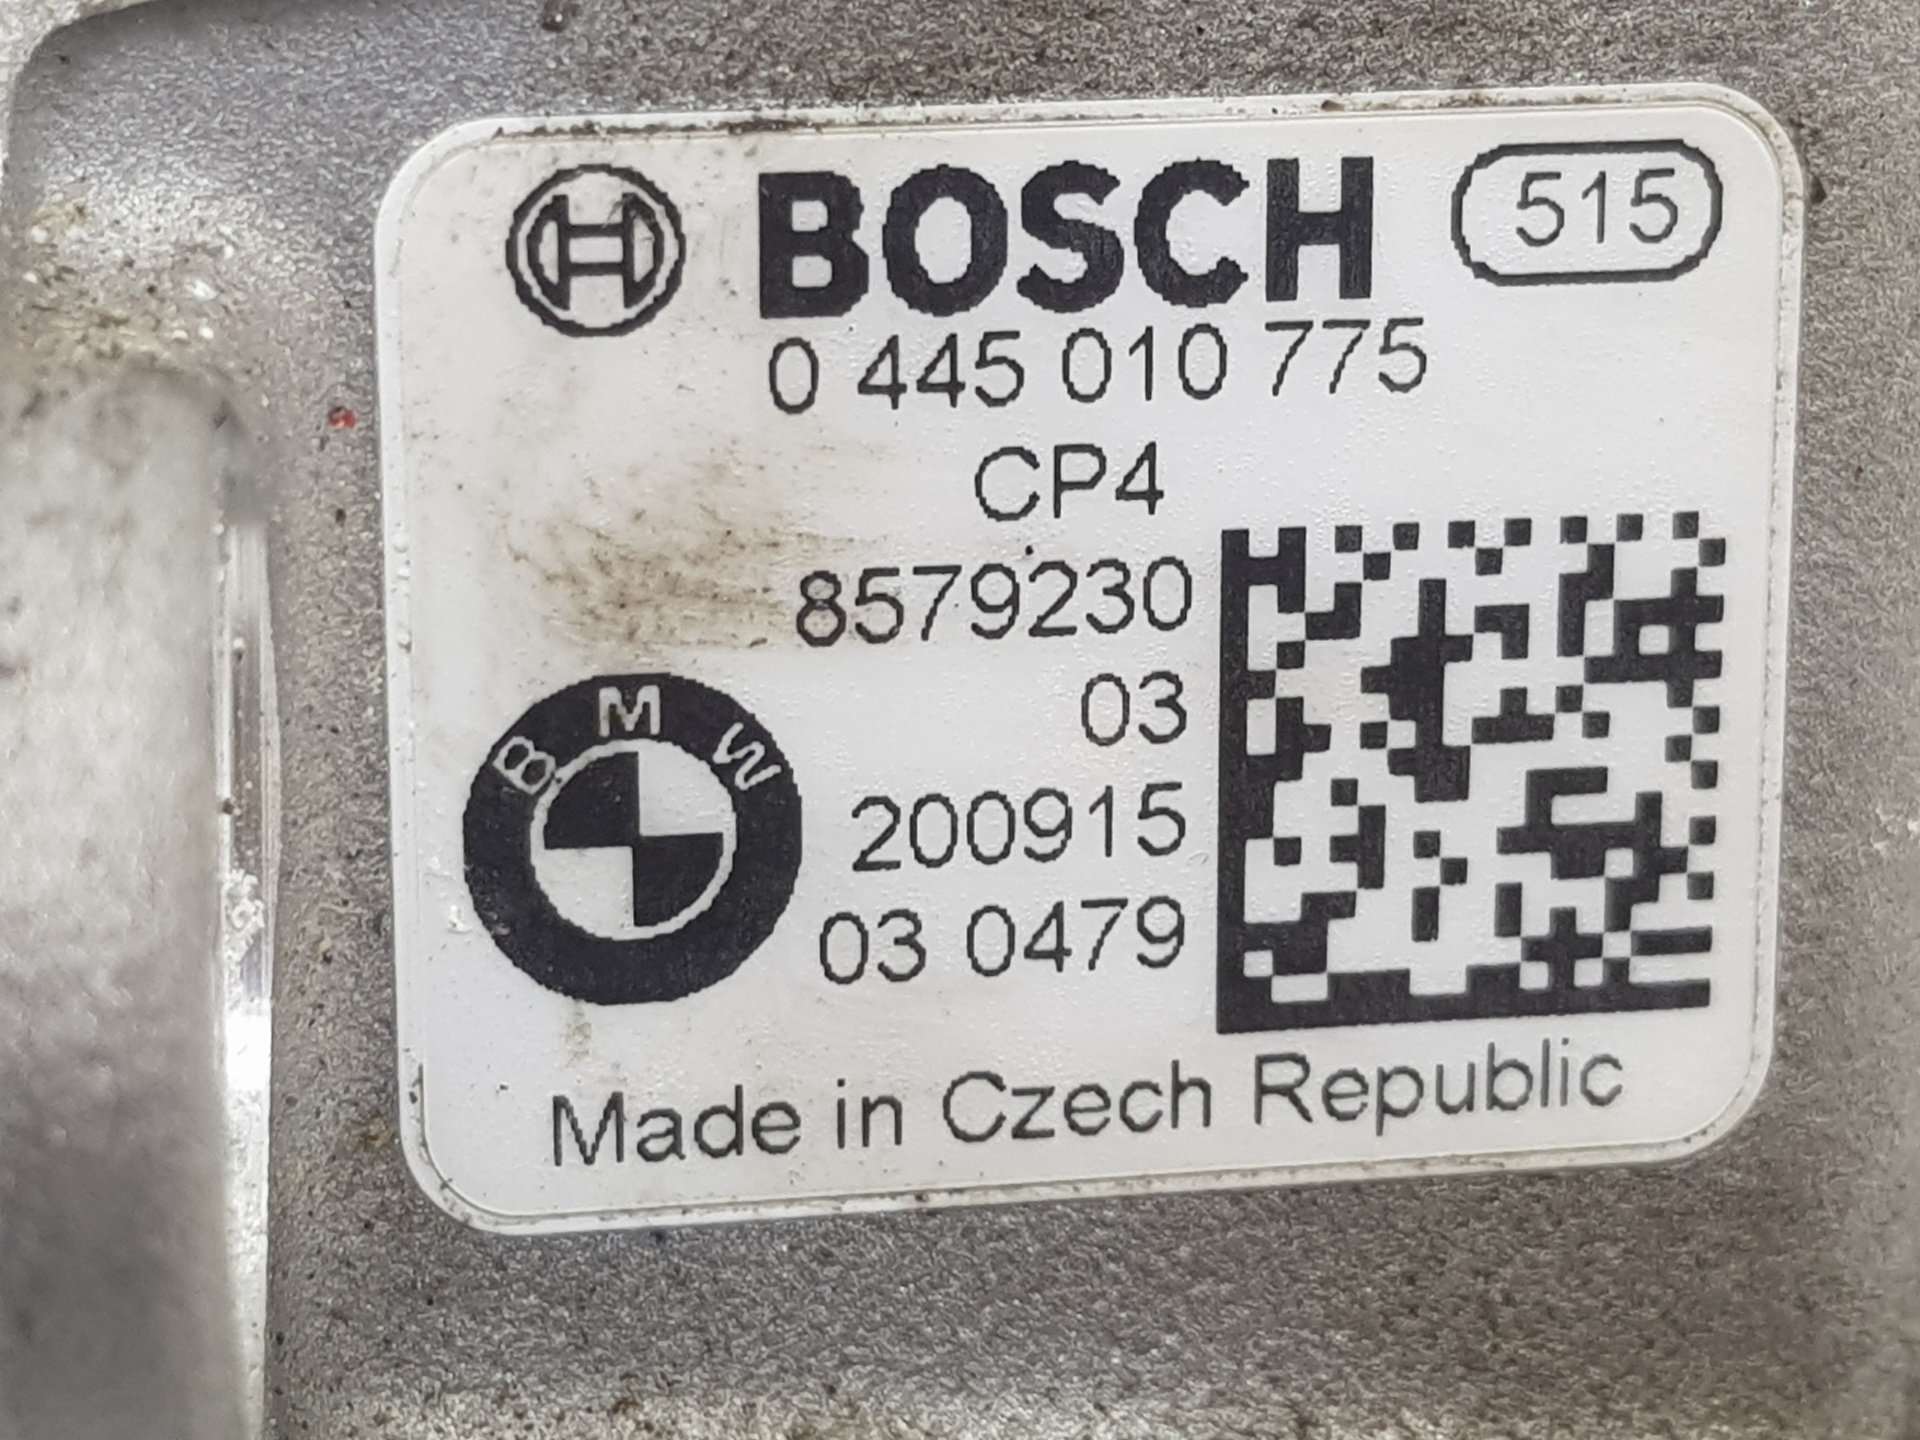 BOSCH 515
0 445 010 775
CP4
8579230
03
BMW
200915
03 0479
Made in Czech Republic